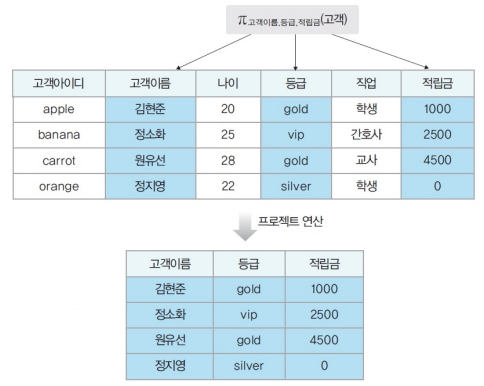 π 고객이름,등급,적립금(고객)
고객아이디 고객이름 나이 등급 직업 적립금
apple 김현준 20 gold 학생 1000
banana 정소화 25 vip 간호사 2500
carrot 원유선 28 gold 교사 4500
orange 정지영 22 silver 학생 0
프로젝트 연산
고객이름 등급 적립금
김현준 gold 1000
정소화 vip 2500
원유선 gold 4500
정지영 silver 0